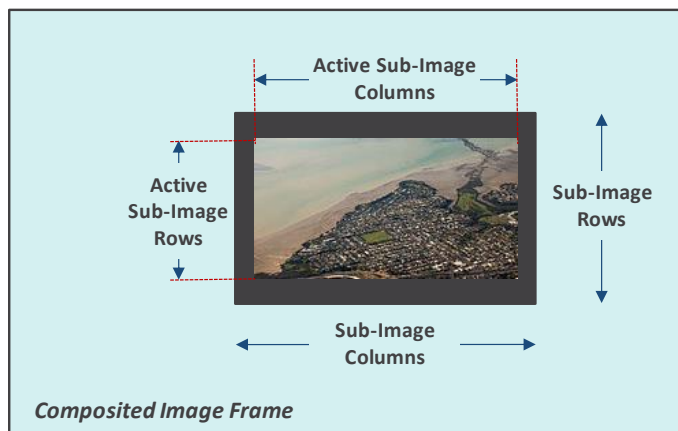 Active Sub-Image
Columns
Active
Sub-Image
Rows
Sub-Image
Rows
Sub-Image
Columns
Composited Image Frame